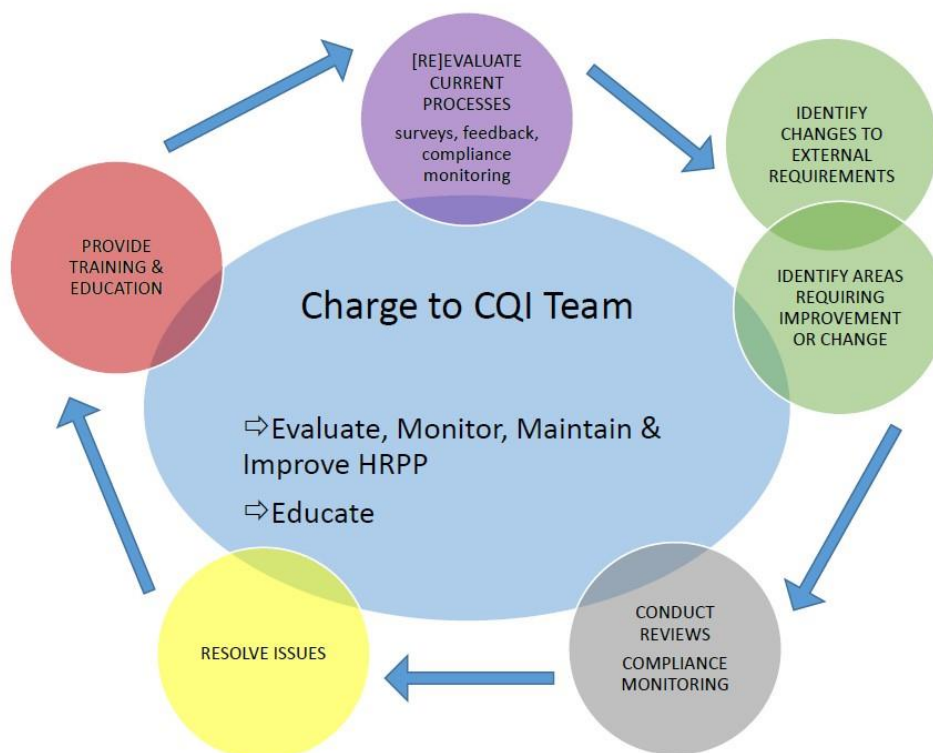 [RE]EVALUATE
CURRENT
PROCESSES
surveys, feedback,
compliance
monitoring
IDENTIFY
CHANGES TO
EXTERNAL
REQUIREMENTS
IDENTIFY AREAS
REQUIRING
IMPROVEMENT
OR CHANGE
PROVIDE
TRAINING &
EDUCATION
Charge to CQI Team
⇨Evaluate, Monitor, Maintain &
Improve HRPP
⇨Educate
CONDUCT
REVIEWS
COMPLIANCE
MONITORING
RESOLVE ISSUES